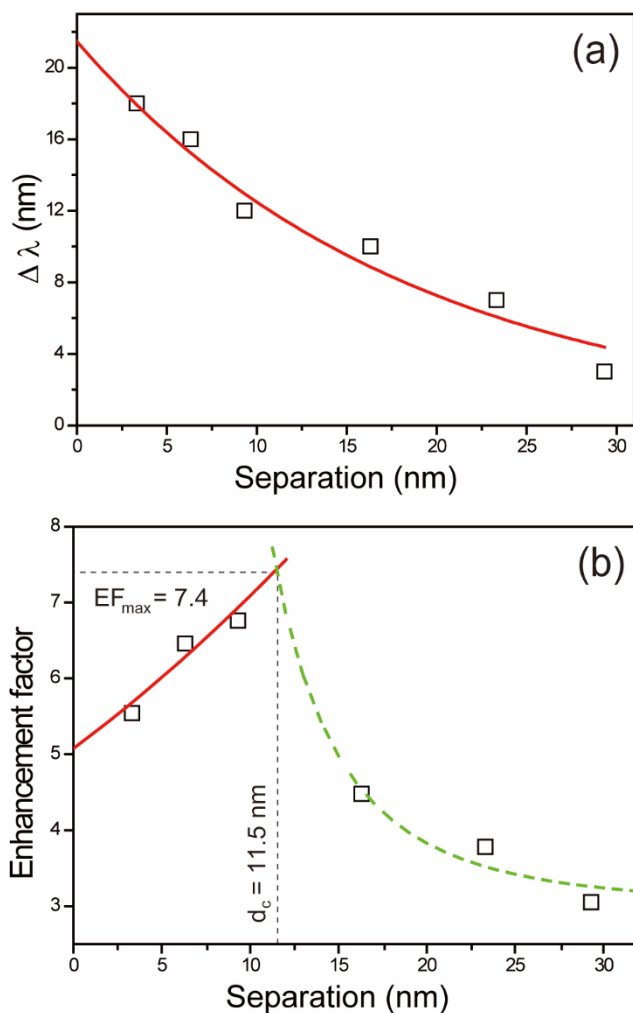 (a)
Δ λ (nm)
20
16
12
8
4
0
0 5 10 15 20 25 30
Separation (nm)
(b)
Enhancement factor
8
7
6
5
4
3
EFmax = 7.4
dc = 11.5 nm
0 5 10 15 20 25 30
Separation (nm)